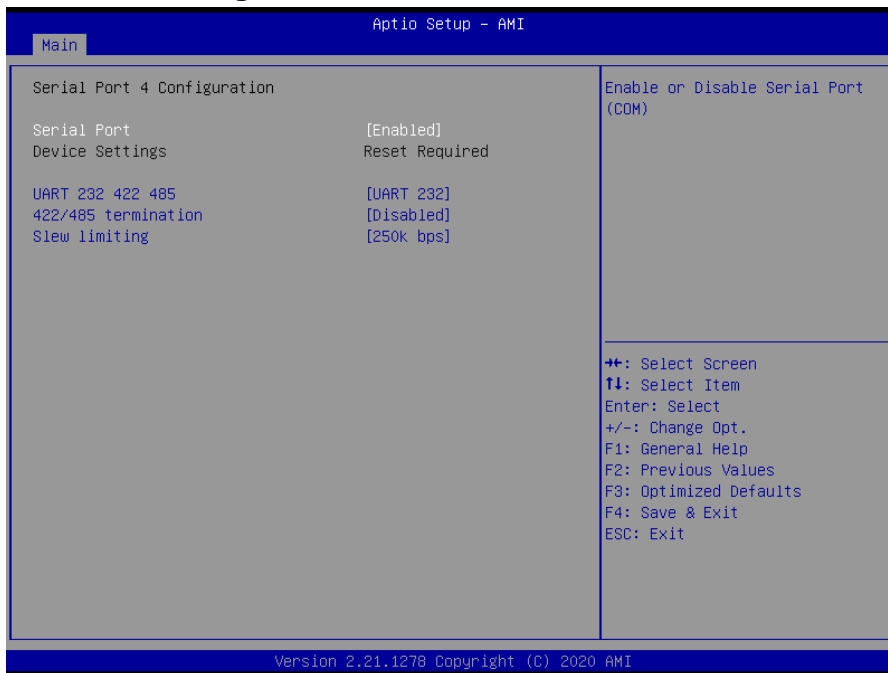 Aptio Setup – AMI
Main
Serial Port 4 Configuration
Serial Port [Enabled]
Device Settings Reset Required
UART 232 422 485 [UART 232]
422/485 termination [Disabled]
Slew limiting [250k bps]
Enable or Disable Serial Port
(COM)
→←: Select Screen
↑↓: Select Item
Enter: Select
+/-: Change Opt.
F1: General Help
F2: Previous Values
F3: Optimized Defaults
F4: Save & Exit
ESC: Exit
Version 2.21.1278 Copyright (C) 2020 AMI